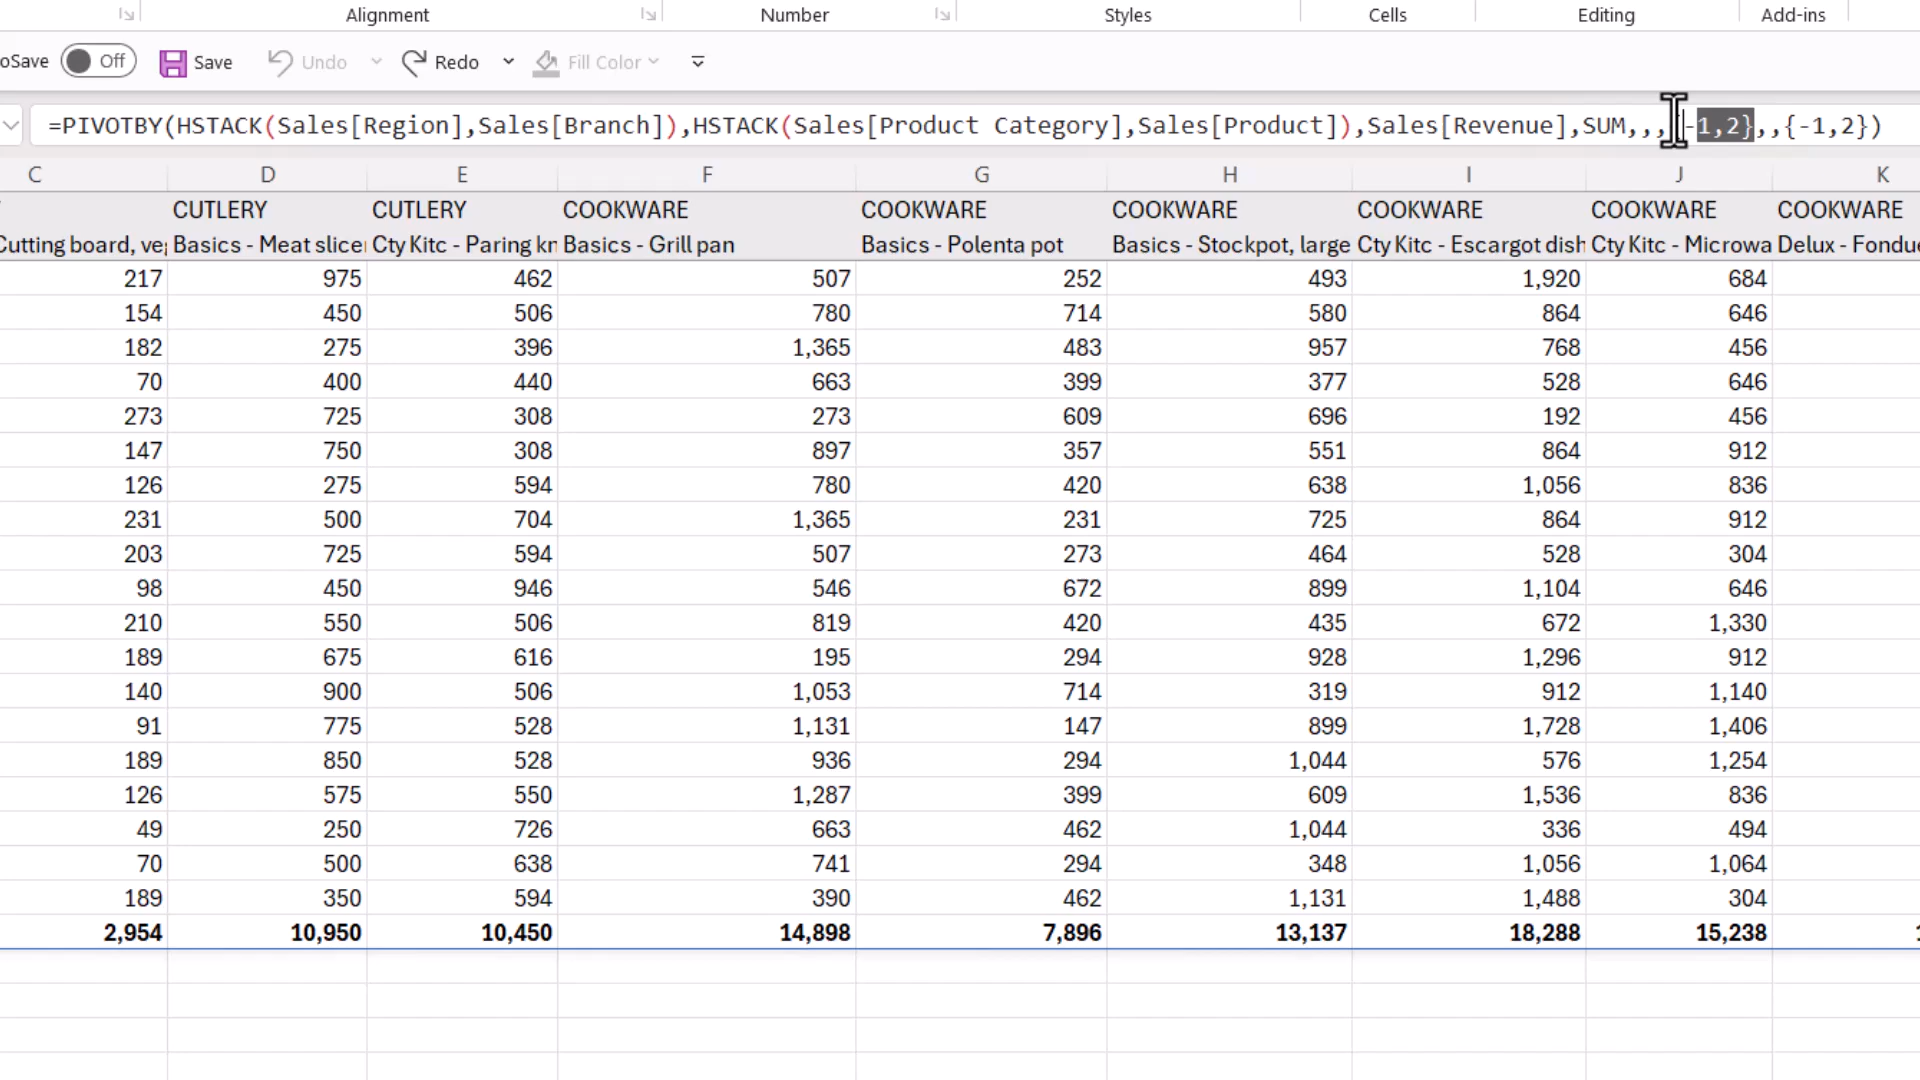 Alignment Number Styles Cells Editing Add-ins
oSave Off Save Undo Redo Fill Color
=PIVOTBY(HSTACK(Sales[Region],Sales[Branch]),HSTACK(Sales[Product Category],Sales[Product]),Sales[Revenue],SUM,,,{-1,2},,{-1,2})
C D E F G H I J K
CUTLERY CUTLERY COOKWARE COOKWARE COOKWARE COOKWARE COOKWARE COOKWARE
Cutting board, veg Basics - Meat slicer Cty Kitc - Paring kn Basics - Grill pan Basics - Polenta pot Basics - Stockpot, large Cty Kitc - Escargot dish Cty Kitc - Microwa Delux - Fondue
217 975 462 507 252 493 1,920 684
154 450 506 780 714 580 864 646
182 275 396 1,365 483 957 768 456
70 400 440 663 399 377 528 646
273 725 308 273 609 696 192 456
147 750 308 897 357 551 864 912
126 275 594 780 420 638 1,056 836
231 500 704 1,365 231 725 864 912
203 725 594 507 273 464 528 304
98 450 946 546 672 899 1,104 646
210 550 506 819 420 435 672 1,330
189 675 616 195 294 928 1,296 912
140 900 506 1,053 714 319 912 1,140
91 775 528 1,131 147 899 1,728 1,406
189 850 528 936 294 1,044 576 1,254
126 575 550 1,287 399 609 1,536 836
49 250 726 663 462 1,044 336 494
70 500 638 741 294 348 1,056 1,064
189 350 594 390 462 1,131 1,488 304
2,954 10,950 10,450 14,898 7,896 13,137 18,288 15,238